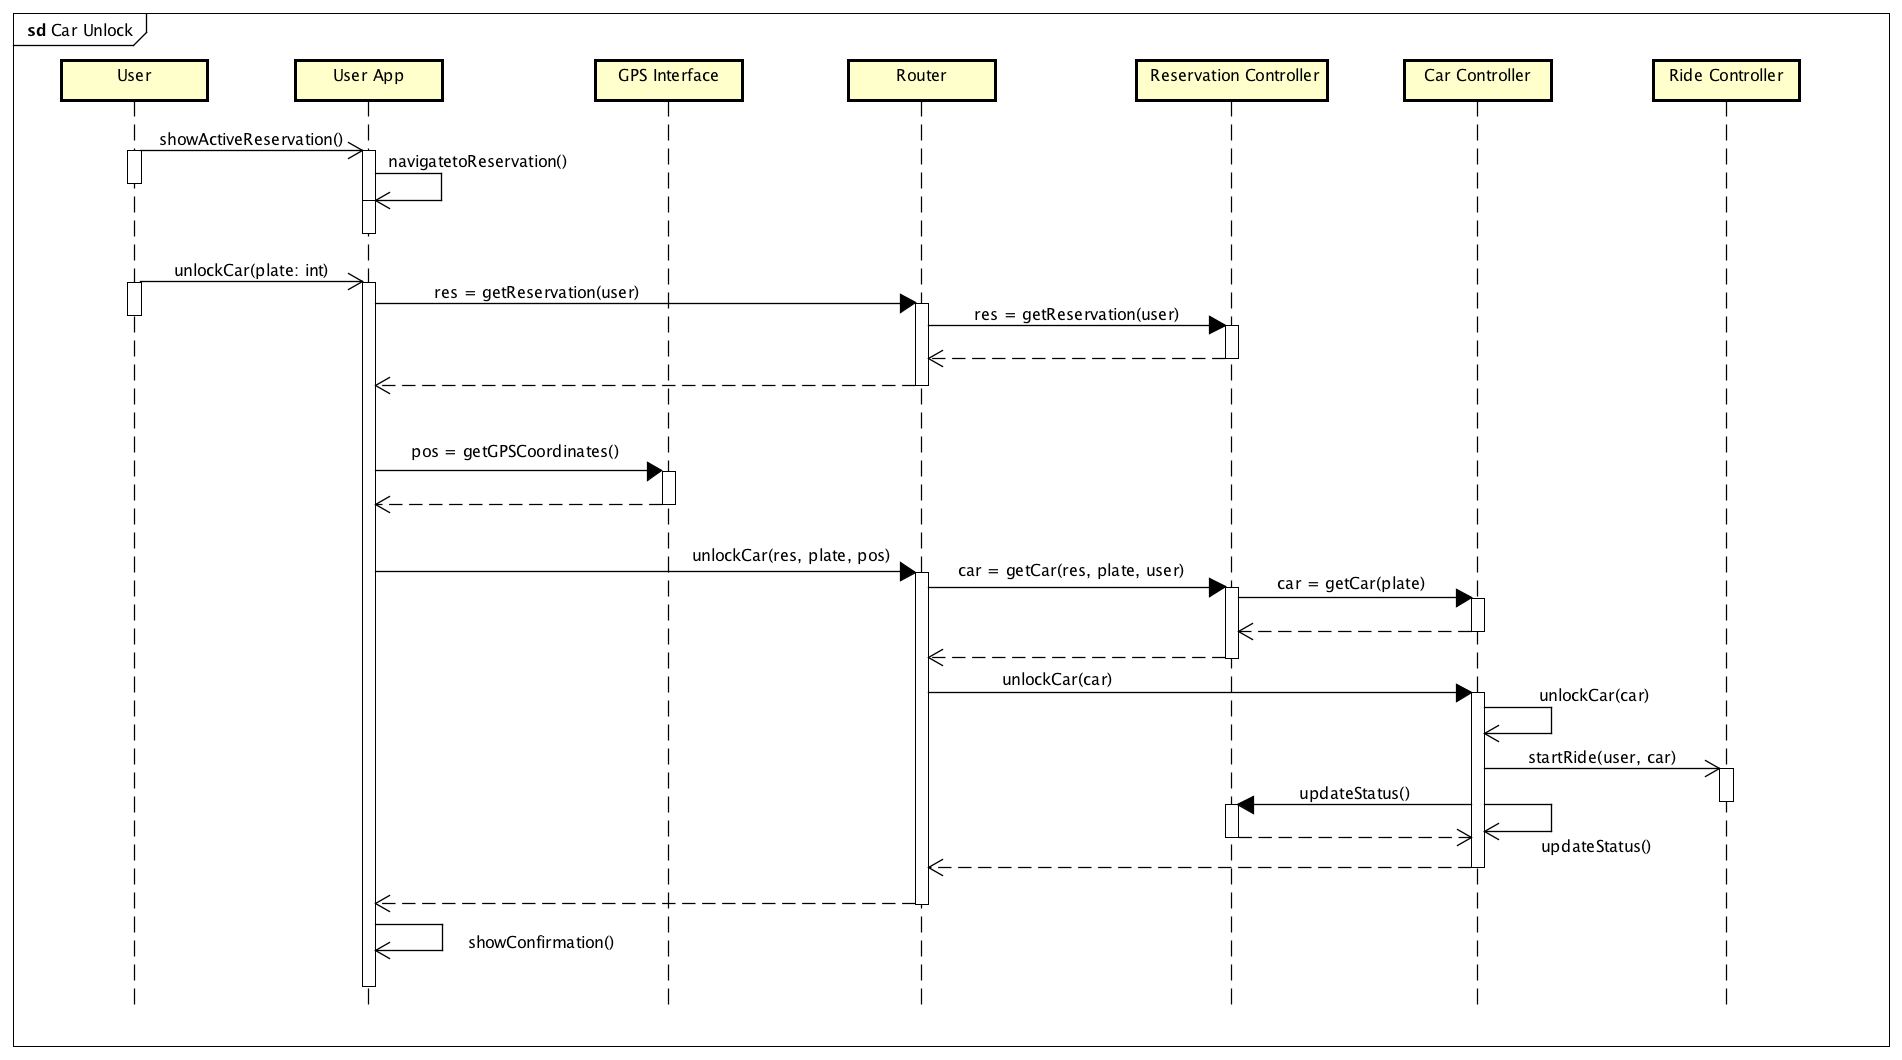 sd Car Unlock
User
User App
GPS Interface
Router
Reservation Controller
Car Controller
Ride Controller
showActiveReservation()
navigatetoReservation()
unlockCar(plate: int)
res = getReservation(user)
res = getReservation(user)
pos = getGPSCoordinates()
unlockCar(res, plate, pos)
car = getCar(res, plate, user)
car = getCar(plate)
unlockCar(car)
unlockCar(car)
startRide(user, car)
updateStatus()
updateStatus()
showConfirmation()